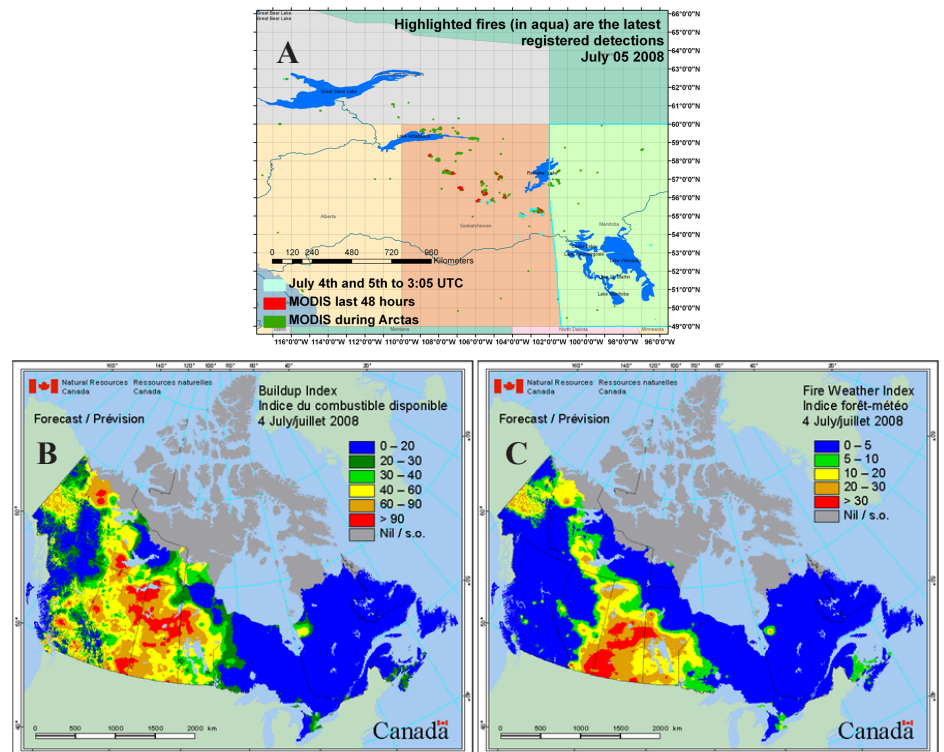 Great Bear Lake
Great Bear Lake
Highlighted fires (in aqua) are the latest
registered detections
July 05 2008
A
Great Slave Lake
Alberta
Saskatchewan
Manitoba
Lake Winnipeg
Lake Manitoba
0 120 240 480 720 960
Kilometers
July 4th and 5th to 3:05 UTC
MODIS last 48 hours
MODIS during Arctas
Idaho Montana North Dakota Minnesota
66°0'0"N
64°0'0"N
62°0'0"N
61°0'0"N
60°0'0"N
59°0'0"N
58°0'0"N
57°0'0"N
56°0'0"N
55°0'0"N
54°0'0"N
53°0'0"N
52°0'0"N
51°0'0"N
50°0'0"N
49°0'0"N
116°0'0"W 114°0'0"W 112°0'0"W 110°0'0"W 108°0'0"W 106°0'0"W 104°0'0"W 102°0'0"W 100°0'0"W 98°0'0"W 96°0'0"W
Natural Resources Ressources naturelles
Canada Canada
Forecast / Prévision
B
Buildup Index
Indice du combustible disponible
4 July/juillet 2008
0 – 20
20 – 30
30 – 40
40 – 60
60 – 90
> 90
Nil / s.o.
0 500 1000 1500 2000 km
Canada
Natural Resources Ressources naturelles
Canada Canada
Forecast / Prévision
C
Fire Weather Index
Indice forêt-météo
4 July/juillet 2008
0 – 5
5 – 10
10 – 20
20 – 30
> 30
Nil / s.o.
0 500 1000 1500 2000 km
Canada